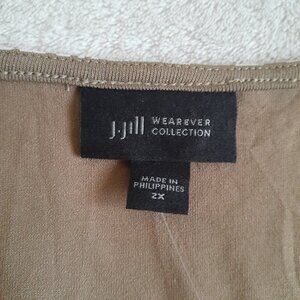 J.Jill WEAREVER
COLLECTION
MADE IN
PHILIPPINES
2X